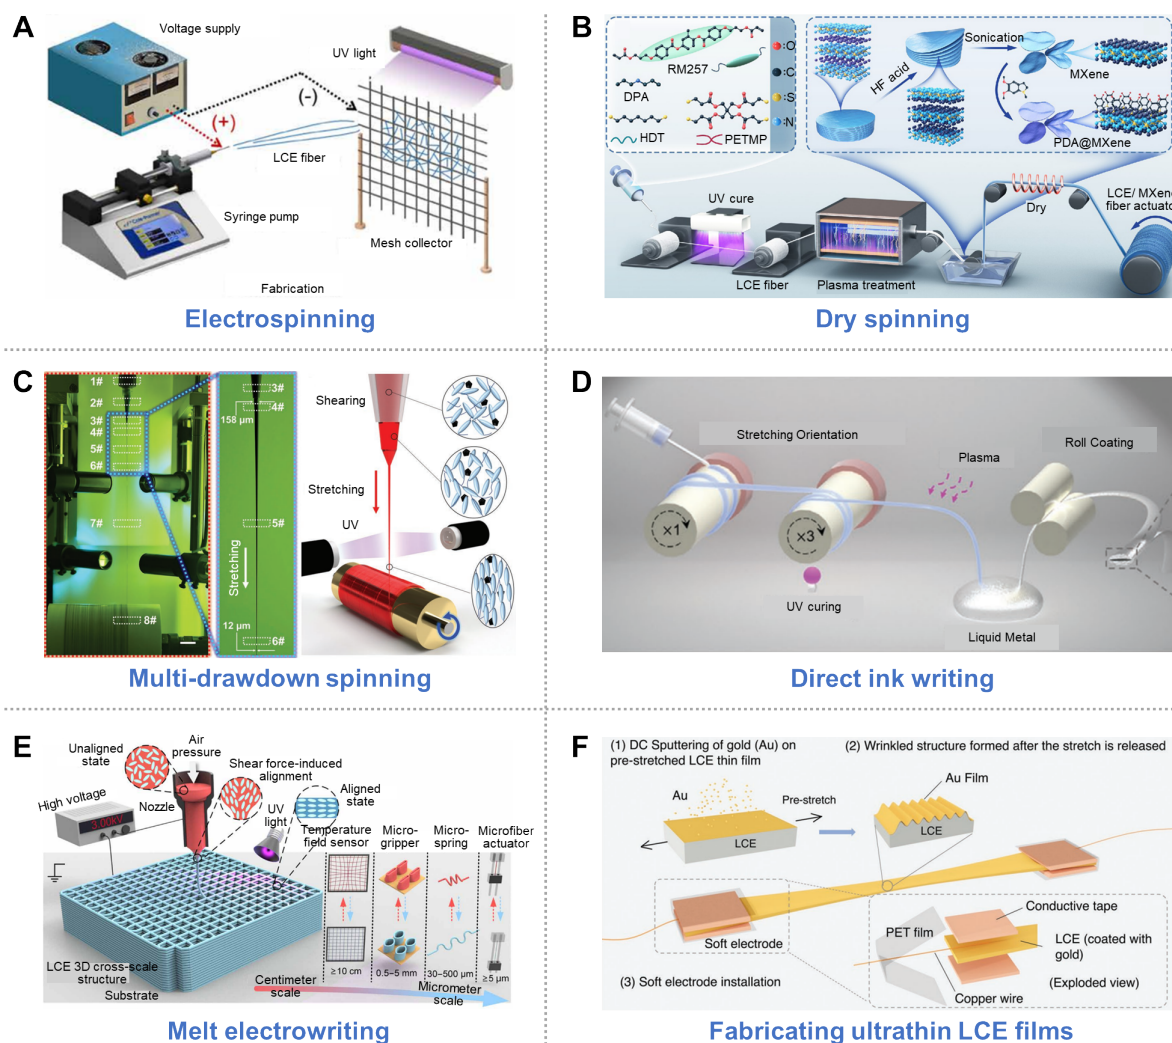 A
Voltage supply
UV light
(-)
(+)
LCE fiber
Syringe pump
Mesh collector
Fabrication
Electrospinning
B
RM257
DPA
HDT
PETMP
:O
:C
:S
:N
HF acid
Sonication
MXene
PDA@MXene
UV cure
LCE fiber
Plasma treatment
Dry
LCE/ MXene
fiber actuato
Dry spinning
C
1#
2#
3#
4#
5#
6#
7#
8#
3#
4#
158 µm
5#
Stretching
12 µm
6#
Shearing
Stretching
UV
Multi-drawdown spinning
D
Stretching Orientation
Plasma
Roll Coating
×1
×3
UV curing
Liquid Metal
Direct ink writing
E
Unaligned
state
Air
pressure
Shear force-induced
alignment
Aligned
state
High voltage
3.00kV
Nozzle
UV
light
Temperature
field sensor
Micro-
gripper
Micro-
spring
Microfiber
actuator
≥10 cm
0.5–5 mm
30–500 µm
≥5 µm
LCE 3D cross-scale
structure
Substrate
Centimeter
scale
Micrometer
scale
Melt electrowriting
F
(1) DC Sputtering of gold (Au) on
pre-stretched LCE thin film
(2) Wrinkled structure formed after the stretch is released
Au
Pre-stretch
LCE
Au Film
LCE
Soft electrode
(3) Soft electrode installation
PET film
Conductive tape
LCE (coated with
gold)
Copper wire
(Exploded view)
Fabricating ultrathin LCE films